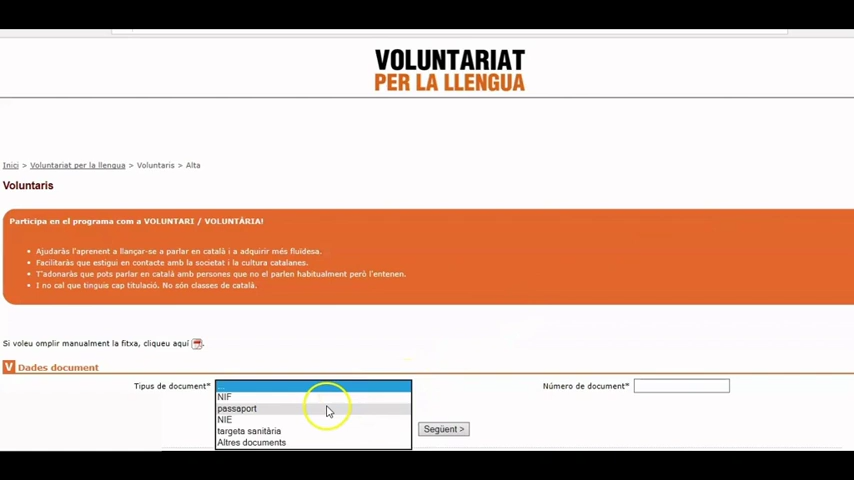 VOLUNTARIAT
PER LA LLENGUA
Inici > Voluntariat per la llengua > Voluntaris > Alta
Voluntaris
Participa en el programa com a VOLUNTARI / VOLUNTÀRIA!
Ajudaràs l'aprenent a llançar-se a parlar en català i a adquirir més fluïdesa.
Facilitaràs que estigui en contacte amb la societat i la cultura catalanes.
T'adonaràs que pots parlar en català amb persones que no el parlen habitualment però l'entenen.
I no cal que tinguis cap titulació. No són classes de català.
Si voleu omplir manualment la fitxa, cliqueu aquí .
V Dades document
Tipus de document* ... Número de document*
NIF
passaport
NIE
targeta sanitària
Altres documents
Següent >